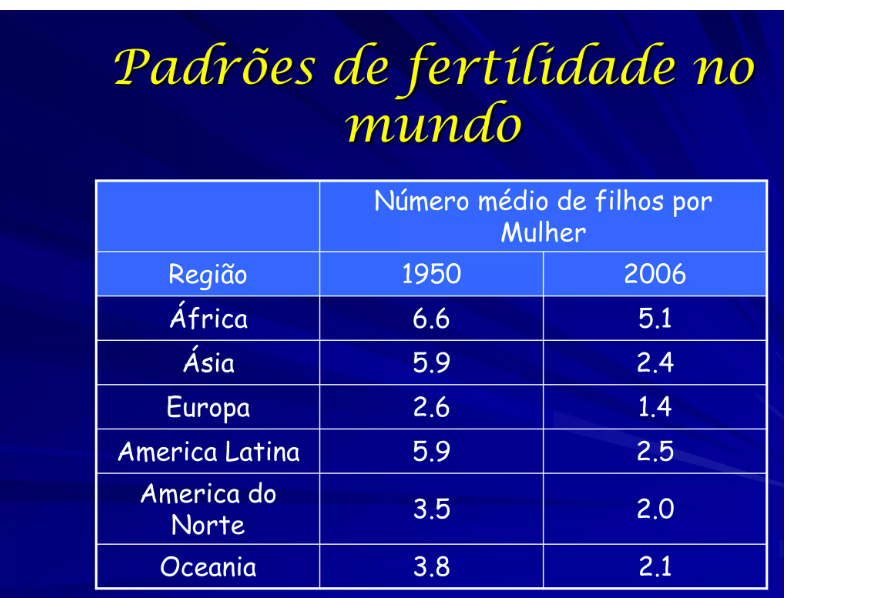 Padrões de fertilidade no
mundo
Número médio de filhos por
Mulher
Região 1950 2006
África 6.6 5.1
Ásia 5.9 2.4
Europa 2.6 1.4
America Latina 5.9 2.5
America do
Norte 3.5 2.0
Oceania 3.8 2.1